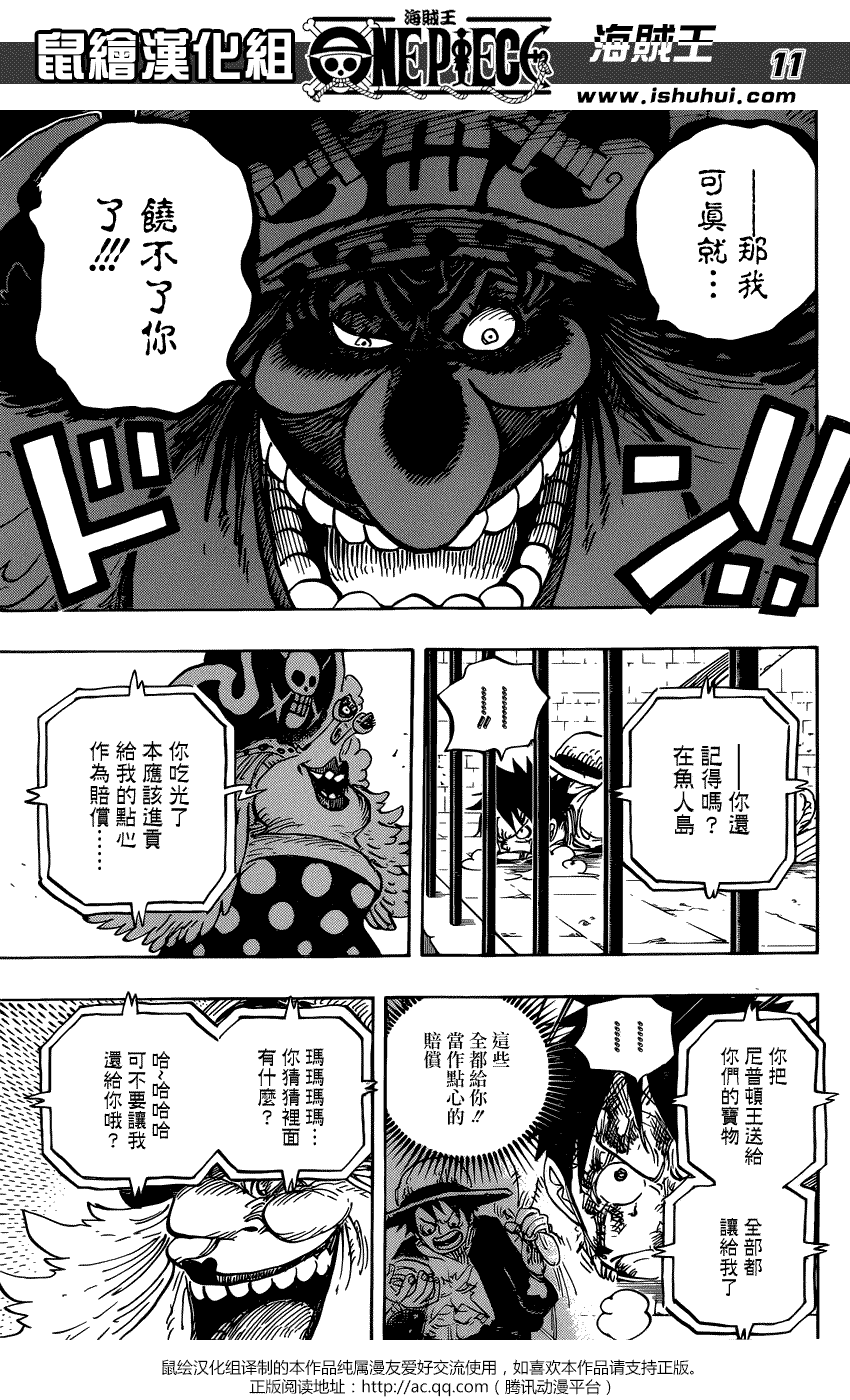 鼠繪漢化組
海賊王
ONE PIECE
海賊王
11
www.ishuhui.com
——那我
可眞就…
饒不了你
了!!!
ドン!!
——你還
記得嗎？
在魚人島
……!!
你吃光了
本應該進貢
給我的點心
作為賠償……
你把
尼普頓王送給
你們的寶物
全部都
讓給我了
……
這些
全都給你!!
當作點心的
賠償
瑪瑪瑪瑪…
你猜猜裡面
有什麼？
哈~哈哈哈
可不要讓我
還給你哦？
鼠绘汉化组译制的本作品纯属漫友爱好交流使用，如喜欢本作品请支持正版。
正版阅读地址：http://ac.qq.com（腾讯动漫平台）